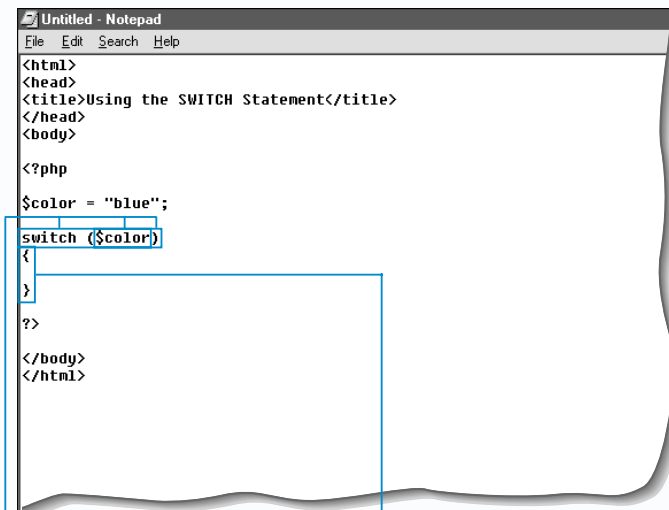 Untitled - Notepad
File Edit Search Help
<html>
<head>
<title>Using the SWITCH Statement</title>
</head>
<body>
<?php
$color = "blue";
switch ($color)
{
}
?>
</body>
</html>